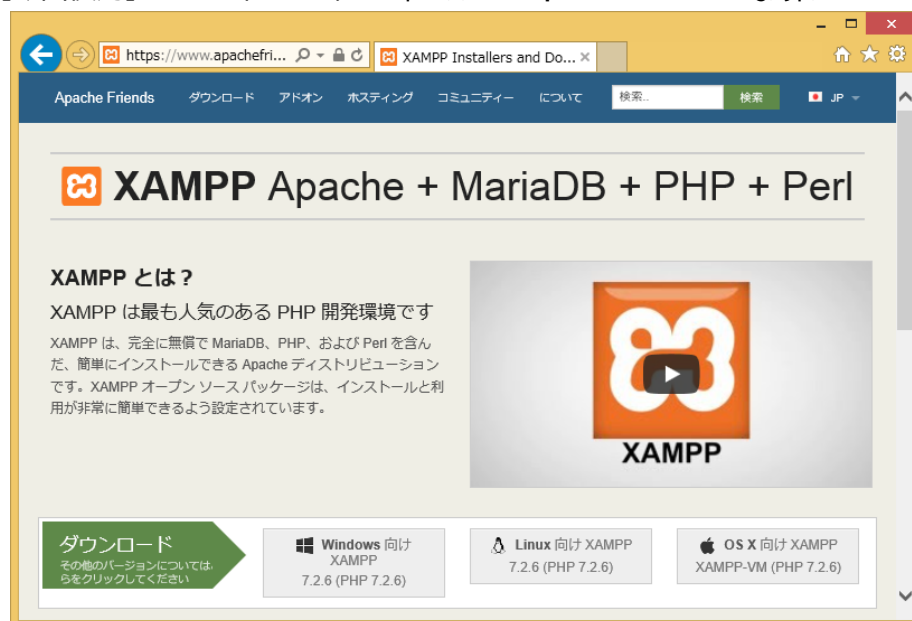 https://www.apachefri...
XAMPP Installers and Do...
Apache Friends ダウンロード アドオン ホスティング コミュニティー について 検索.. 検索 JP
XAMPP Apache + MariaDB + PHP + Perl
XAMPP とは？
XAMPP は最も人気のある PHP 開発環境です
XAMPP は、完全に無償で MariaDB、PHP、および Perl を含ん
だ、簡単にインストールできる Apache ディストリビューション
です。XAMPP オープン ソース パッケージは、インストールと利
用が非常に簡単できるよう設定されています。
XAMPP
ダウンロード
その他のバージョンについては、
らをクリックしてください
Windows 向け
XAMPP
7.2.6 (PHP 7.2.6)
Linux 向け XAMPP
7.2.6 (PHP 7.2.6)
OS X 向け XAMPP
XAMPP-VM (PHP 7.2.6)